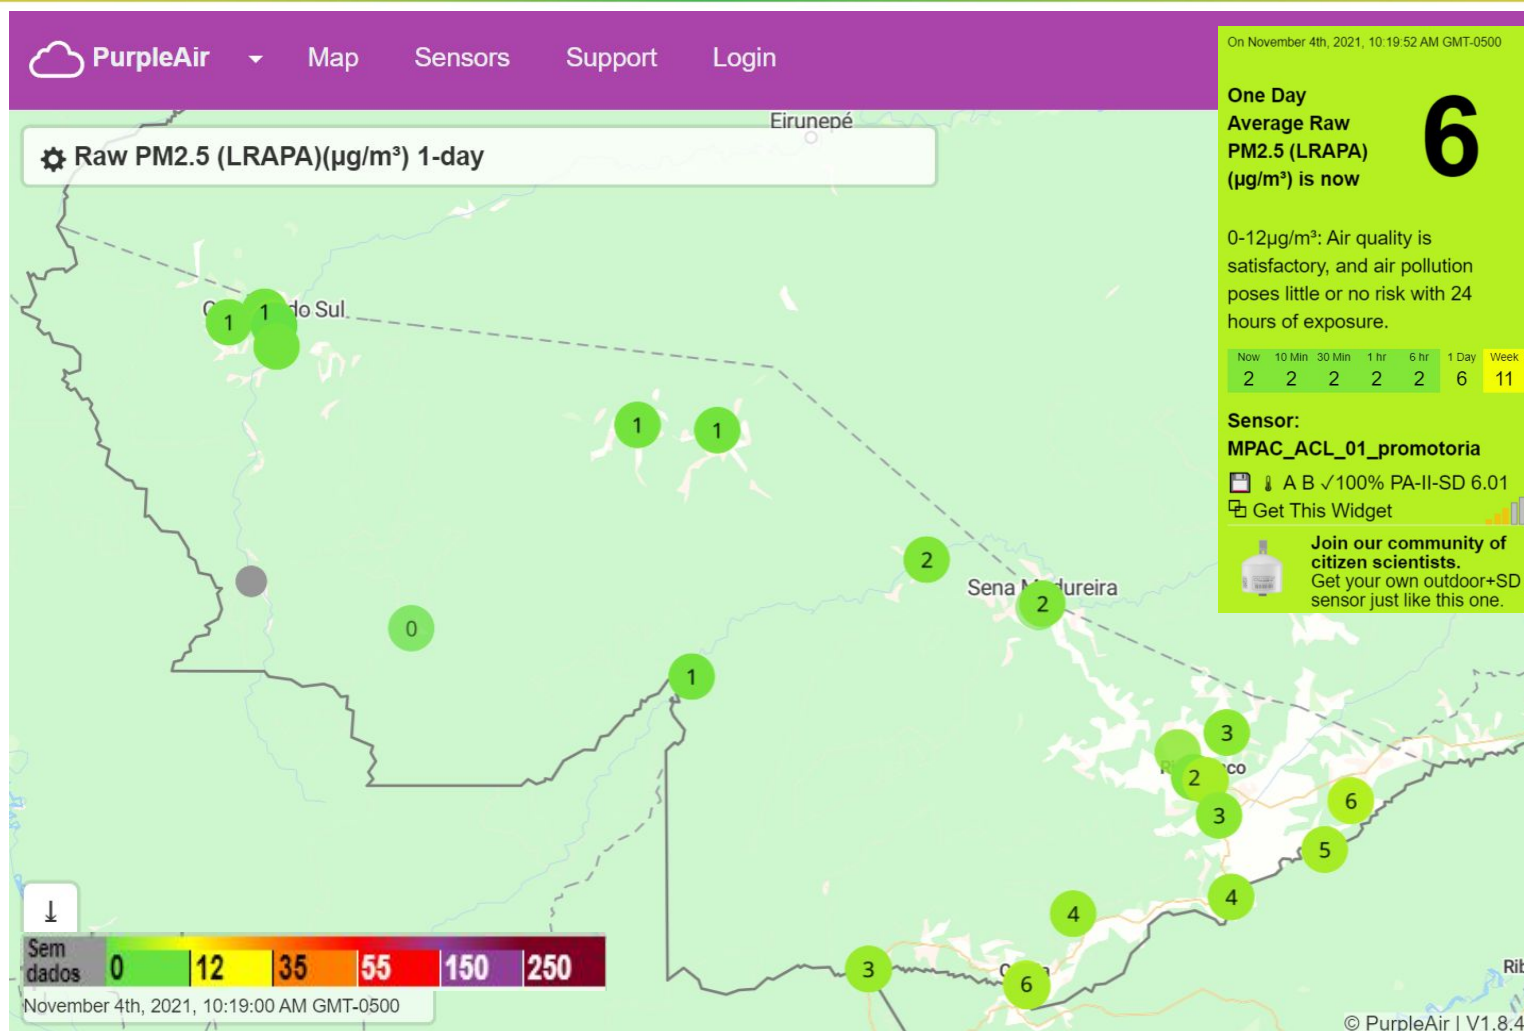 PurpleAir Map Sensors Support Login
On November 4th, 2021, 10:19:52 AM GMT-0500
One Day
Average Raw
PM2.5 (LRAPA)
(µg/m³) is now
6
0-12µg/m³: Air quality is
satisfactory, and air pollution
poses little or no risk with 24
hours of exposure.
Now 10 Min 30 Min 1 hr 6 hr 1 Day Week
2 2 2 2 2 6 11
Sensor:
MPAC_ACL_01_promotoria
A B ✓100% PA-II-SD 6.01
Get This Widget
Join our community of
citizen scientists.
Get your own outdoor+SD
sensor just like this one.
Eirunepé
Raw PM2.5 (LRAPA)(µg/m³) 1-day
1 1 do Sul
1 1
2
Sena 2 ureira
0
1
3
2 co
6
3
5
4
4
3
6
Sem
dados 0 12 35 55 150 250
November 4th, 2021, 10:19:00 AM GMT-0500
© PurpleAir | V1.8.4